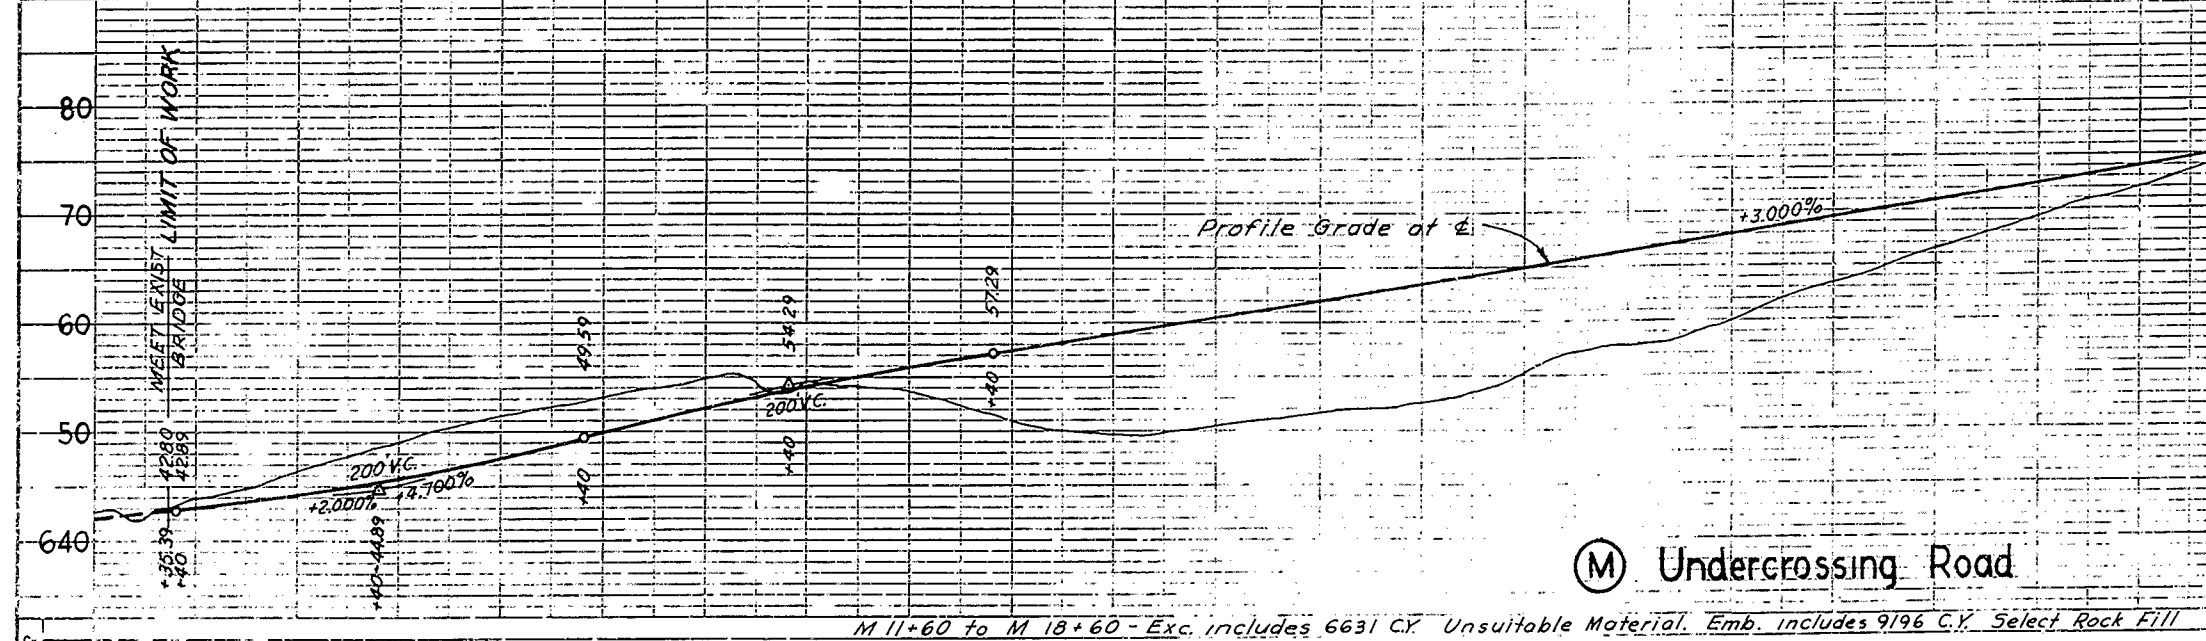 80
70
60
50
640
LIMIT OF WORK
MEET EXIST
BRIDGE
42.80
42.89
+35.39
+40
200' V.C.
+2.000%
+4.700%
+40-44.89
49.59
+40
54.29
200' V.C.
+40
57.29
+40
Profile Grade at ℄
+3.000%
M Undercrossing Road
M 11+60 to M 18+60 - Exc. includes 6631 C.Y. Unsuitable Material. Emb. includes 9196 C.Y. Select Rock Fill